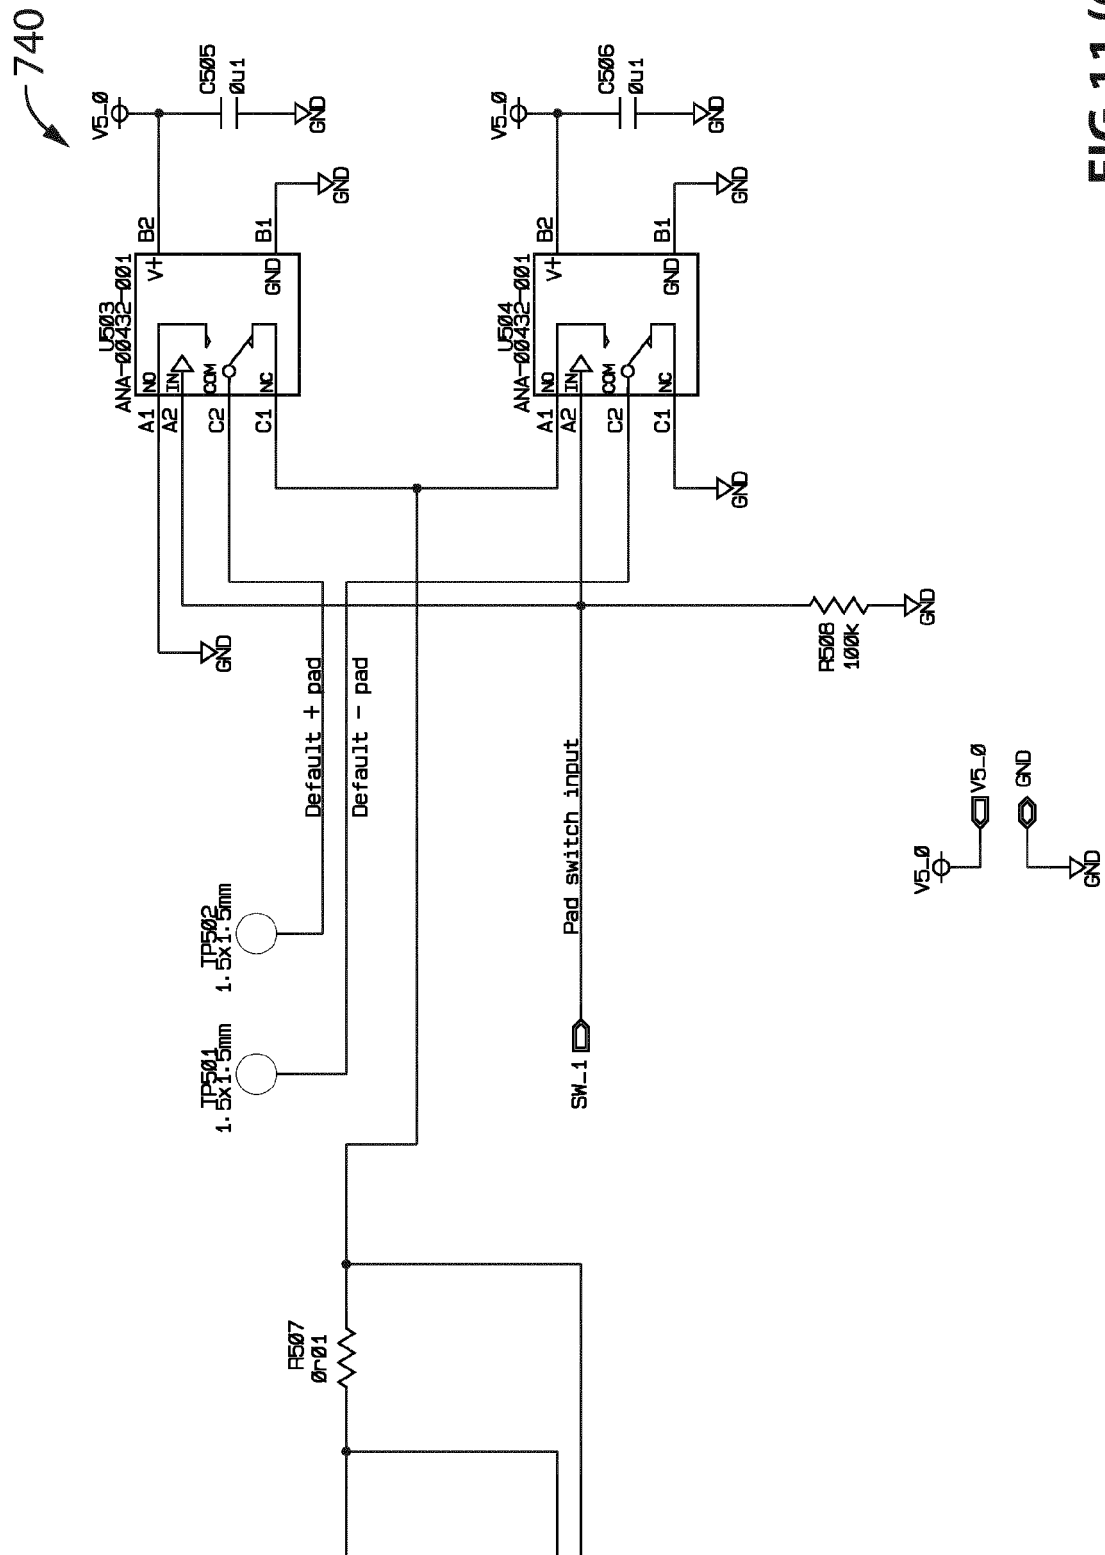 740
V5_0
C505
0u1
GND
GND
B2
B1
V+
GND
U503
ANA-00432-001
NO
IN
COM
NC
A1
A2
C2
C1
V5_0
C506
0u1
GND
GND
B2
B1
V+
GND
U504
ANA-00432-001
NO
IN
COM
NC
A1
A2
C2
C1
GND
GND
R508
100k
GND
Default + pad
Default - pad
Pad switch input
SW_1
TP502
1.5x1.5mm
TP501
1.5x1.5mm
V5_0
V5_0
GND
GND
R507
0r01
FIG 11